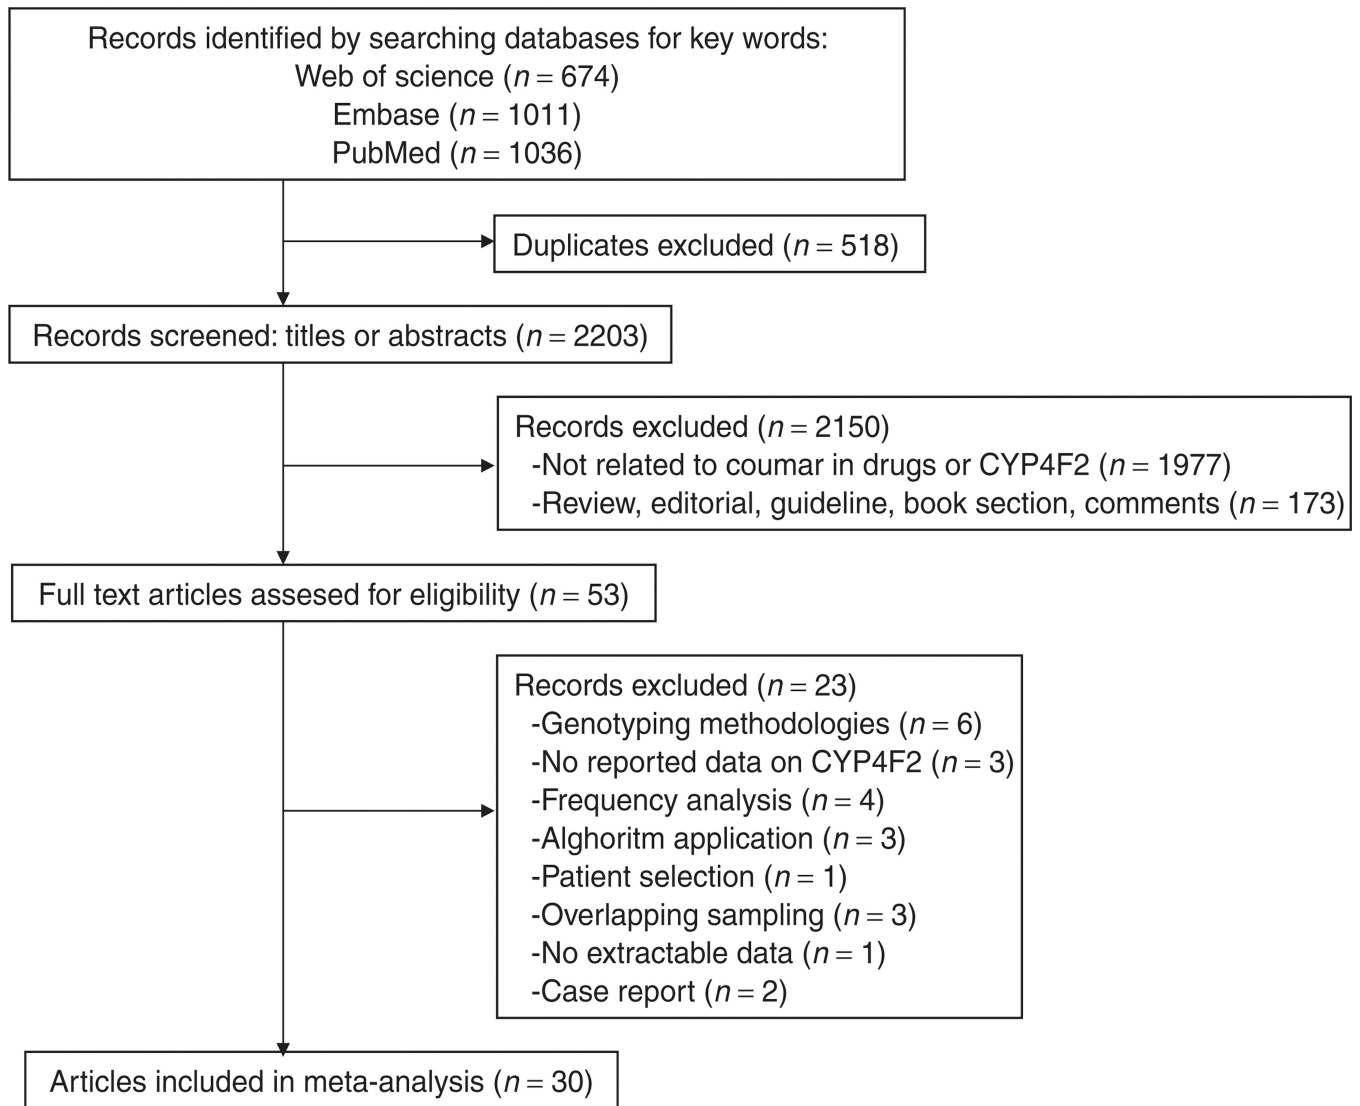 Records identified by searching databases for key words:
Web of science (n = 674)
Embase (n = 1011)
PubMed (n = 1036)
Duplicates excluded (n = 518)
Records screened: titles or abstracts (n = 2203)
Records excluded (n = 2150)
-Not related to coumar in drugs or CYP4F2 (n = 1977)
-Review, editorial, guideline, book section, comments (n = 173)
Full text articles assesed for eligibility (n = 53)
Records excluded (n = 23)
-Genotyping methodologies (n = 6)
-No reported data on CYP4F2 (n = 3)
-Frequency analysis (n = 4)
-Alghoritm application (n = 3)
-Patient selection (n = 1)
-Overlapping sampling (n = 3)
-No extractable data (n = 1)
-Case report (n = 2)
Articles included in meta-analysis (n = 30)